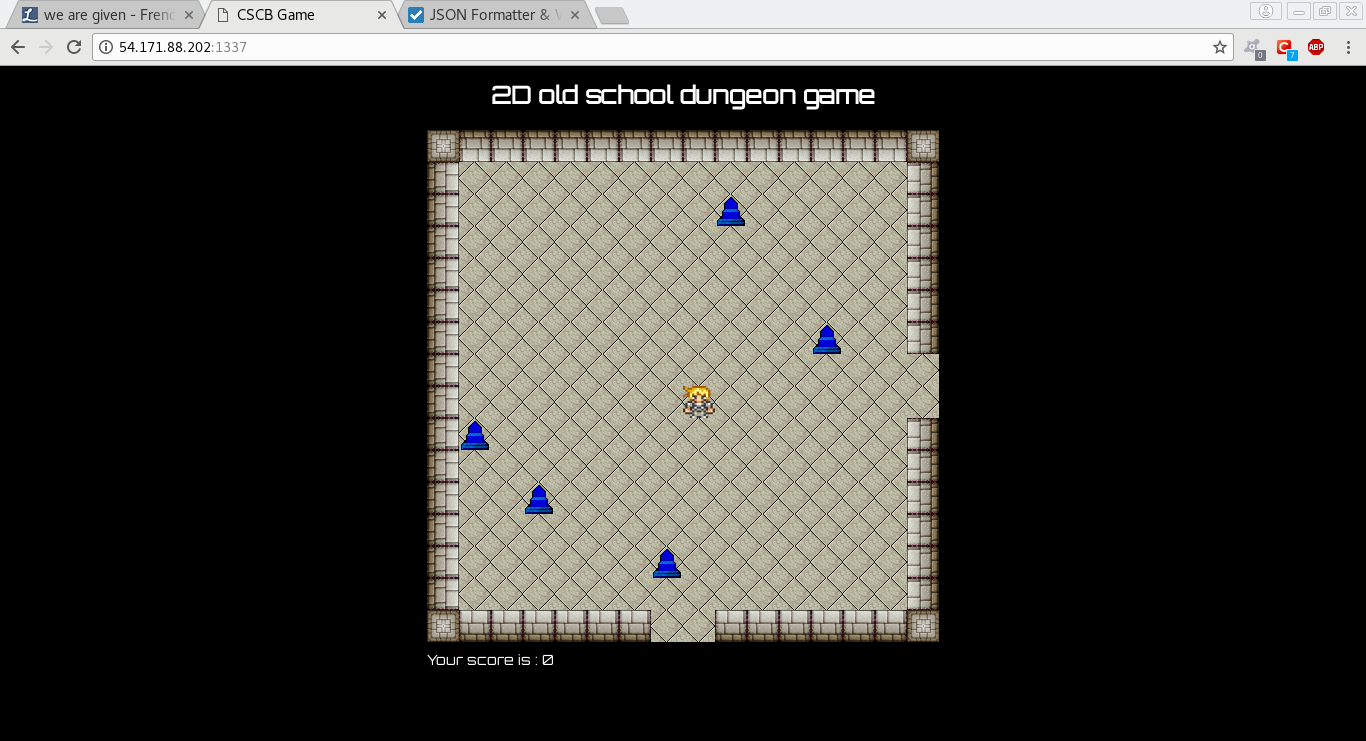 we are given - Frenc
CSCB Game
JSON Formatter & V
54.171.88.202:1337
0
C
7
ABP
2D old school dungeon game
Your score is : 0